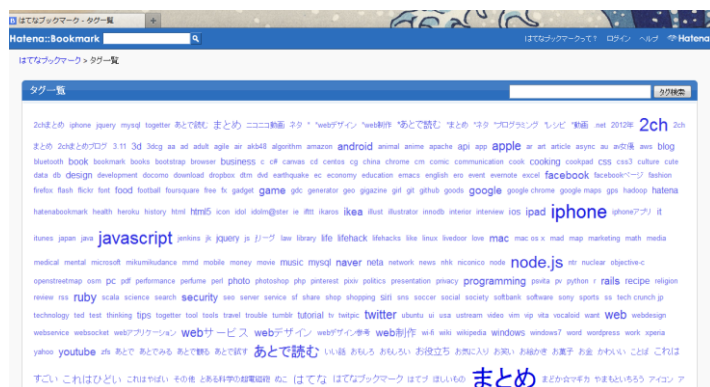 はてなブックマーク - タグ一覧
Hatena::Bookmark はてなブックマークって？ ログイン ヘルプ Hatena
はてなブックマーク > タグ一覧
タグ一覧 タグ検索
2chまとめ iphone jquery mysql togetter あとで読む まとめ ニコニコ動画 ネタ * "webデザイン "web制作 "あとで読む "まとめ "ネタ "プログラミング "レシピ "動画 .net 2012年 2ch 2ch
まとめ 2chまとめブログ 3.11 3d 3dcg aa ad adult agile air akb48 algorithm amazon android animal anime apache api app apple ar art article async au av女優 aws blog
bluetooth book bookmark books bootstrap browser business c c# canvas cd centos cg china chrome cm comic communication cook cooking cookpad css css3 culture cute
data db design development docomo download dropbox dtm dvd earthquake ec economy education emacs english ero event evernote excel facebook facebookページ fashion
firefox flash flickr font food football foursquare free fx gadget game gdc generator geo gigazine girl git github goods google google chrome google maps gps hadoop hatena
hatenabookmark health heroku history html html5 icon idol idolm@ster ie ifttt ikaros ikea illust illustrator innodb interior interview ios ipad iphone iphoneアプリ it
itunes japan java javascript jenkins jk jquery js Jリーグ law library life lifehack lifehacks like linux livedoor love mac mac os x mad map marketing math media
medical mental microsoft mikumikudance mmd mobile money movie music mysql naver neta network news nhk niconico node node.js ntr nuclear objective-c
openstreetmap osm pc pdf performance perfume perl photo photoshop php pinterest pixiv politics presentation privacy programming psvita pv python r rails recipe religion
review rss ruby scala science search security seo server service sf share shop shopping siri sns soccer social society softbank software sony sports ss tech crunch jp
technology ted test thinking tips together tool tools travel trouble tumblr tutorial tv twitpic twitter ubuntu ui usa ustream video vim vip vita vocaloid want web webdesign
webservice websocket webアプリケーション webサービス webデザイン webデザイン参考 web制作 wi-fi wiki wikipedia windows windows7 word wordpress work xperia
yahoo youtube zfs あとで あとでみる あとで観る あとで試す あとで読む いい話 おもしろ おもしろい お役立ち お気に入り お笑い お絵かき お菓子 お金 かわいい ことば これは
すごい これはひどい これはやばい その他 とある科学の超電磁砲 ぬこ はてな はてなブックマーク はてブ ほしいもの まとめ まどか☆マギカ やまもといちろう アイコン ア